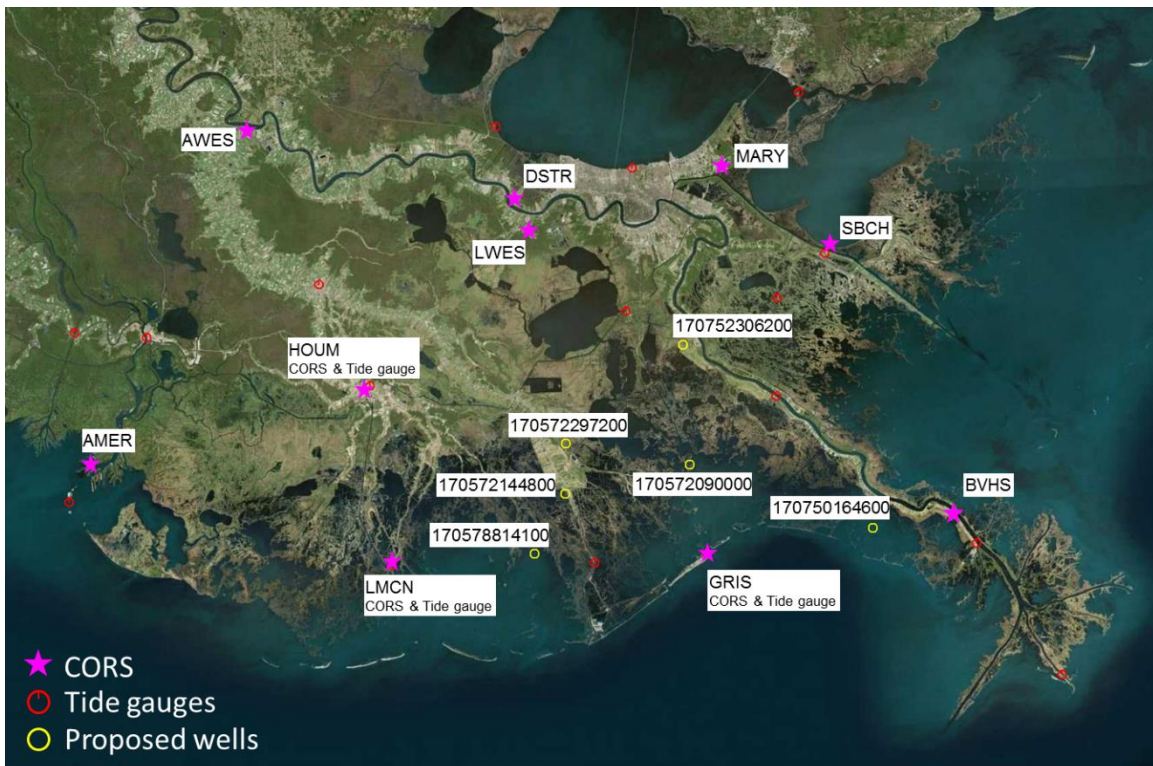 AWES
MARY
DSTR
SBCH
LWES
170752306200
HOUM
CORS & Tide gauge
170572297200
AMER
170572144800
170572090000
BVHS
170750164600
170578814100
LMCN
CORS & Tide gauge
GRIS
CORS & Tide gauge
CORS
Tide gauges
Proposed wells